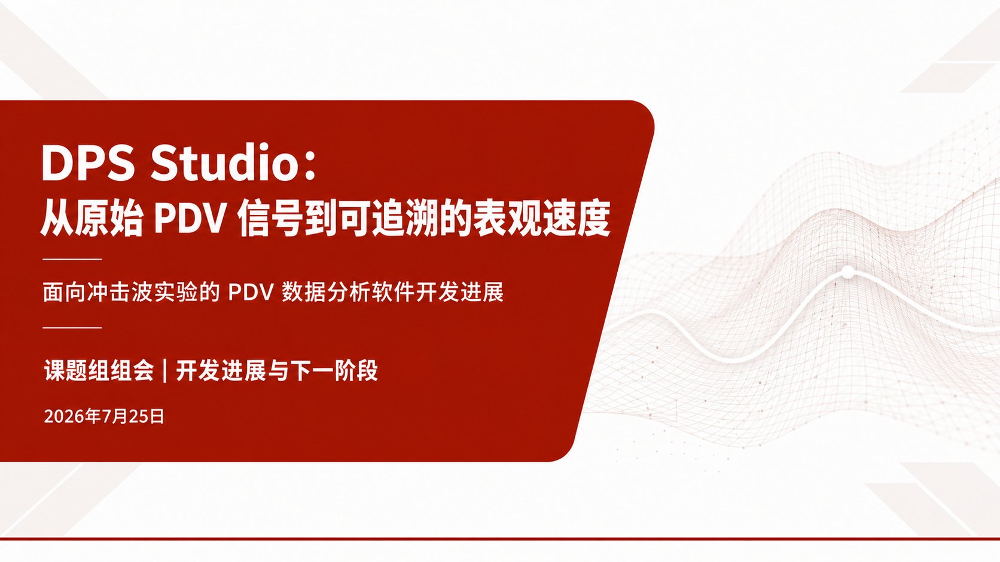 DPS Studio：
从原始 PDV 信号到可追溯的表观速度
面向冲击波实验的 PDV 数据分析软件开发进展
课题组组会 | 开发进展与下一阶段
2026年7月25日